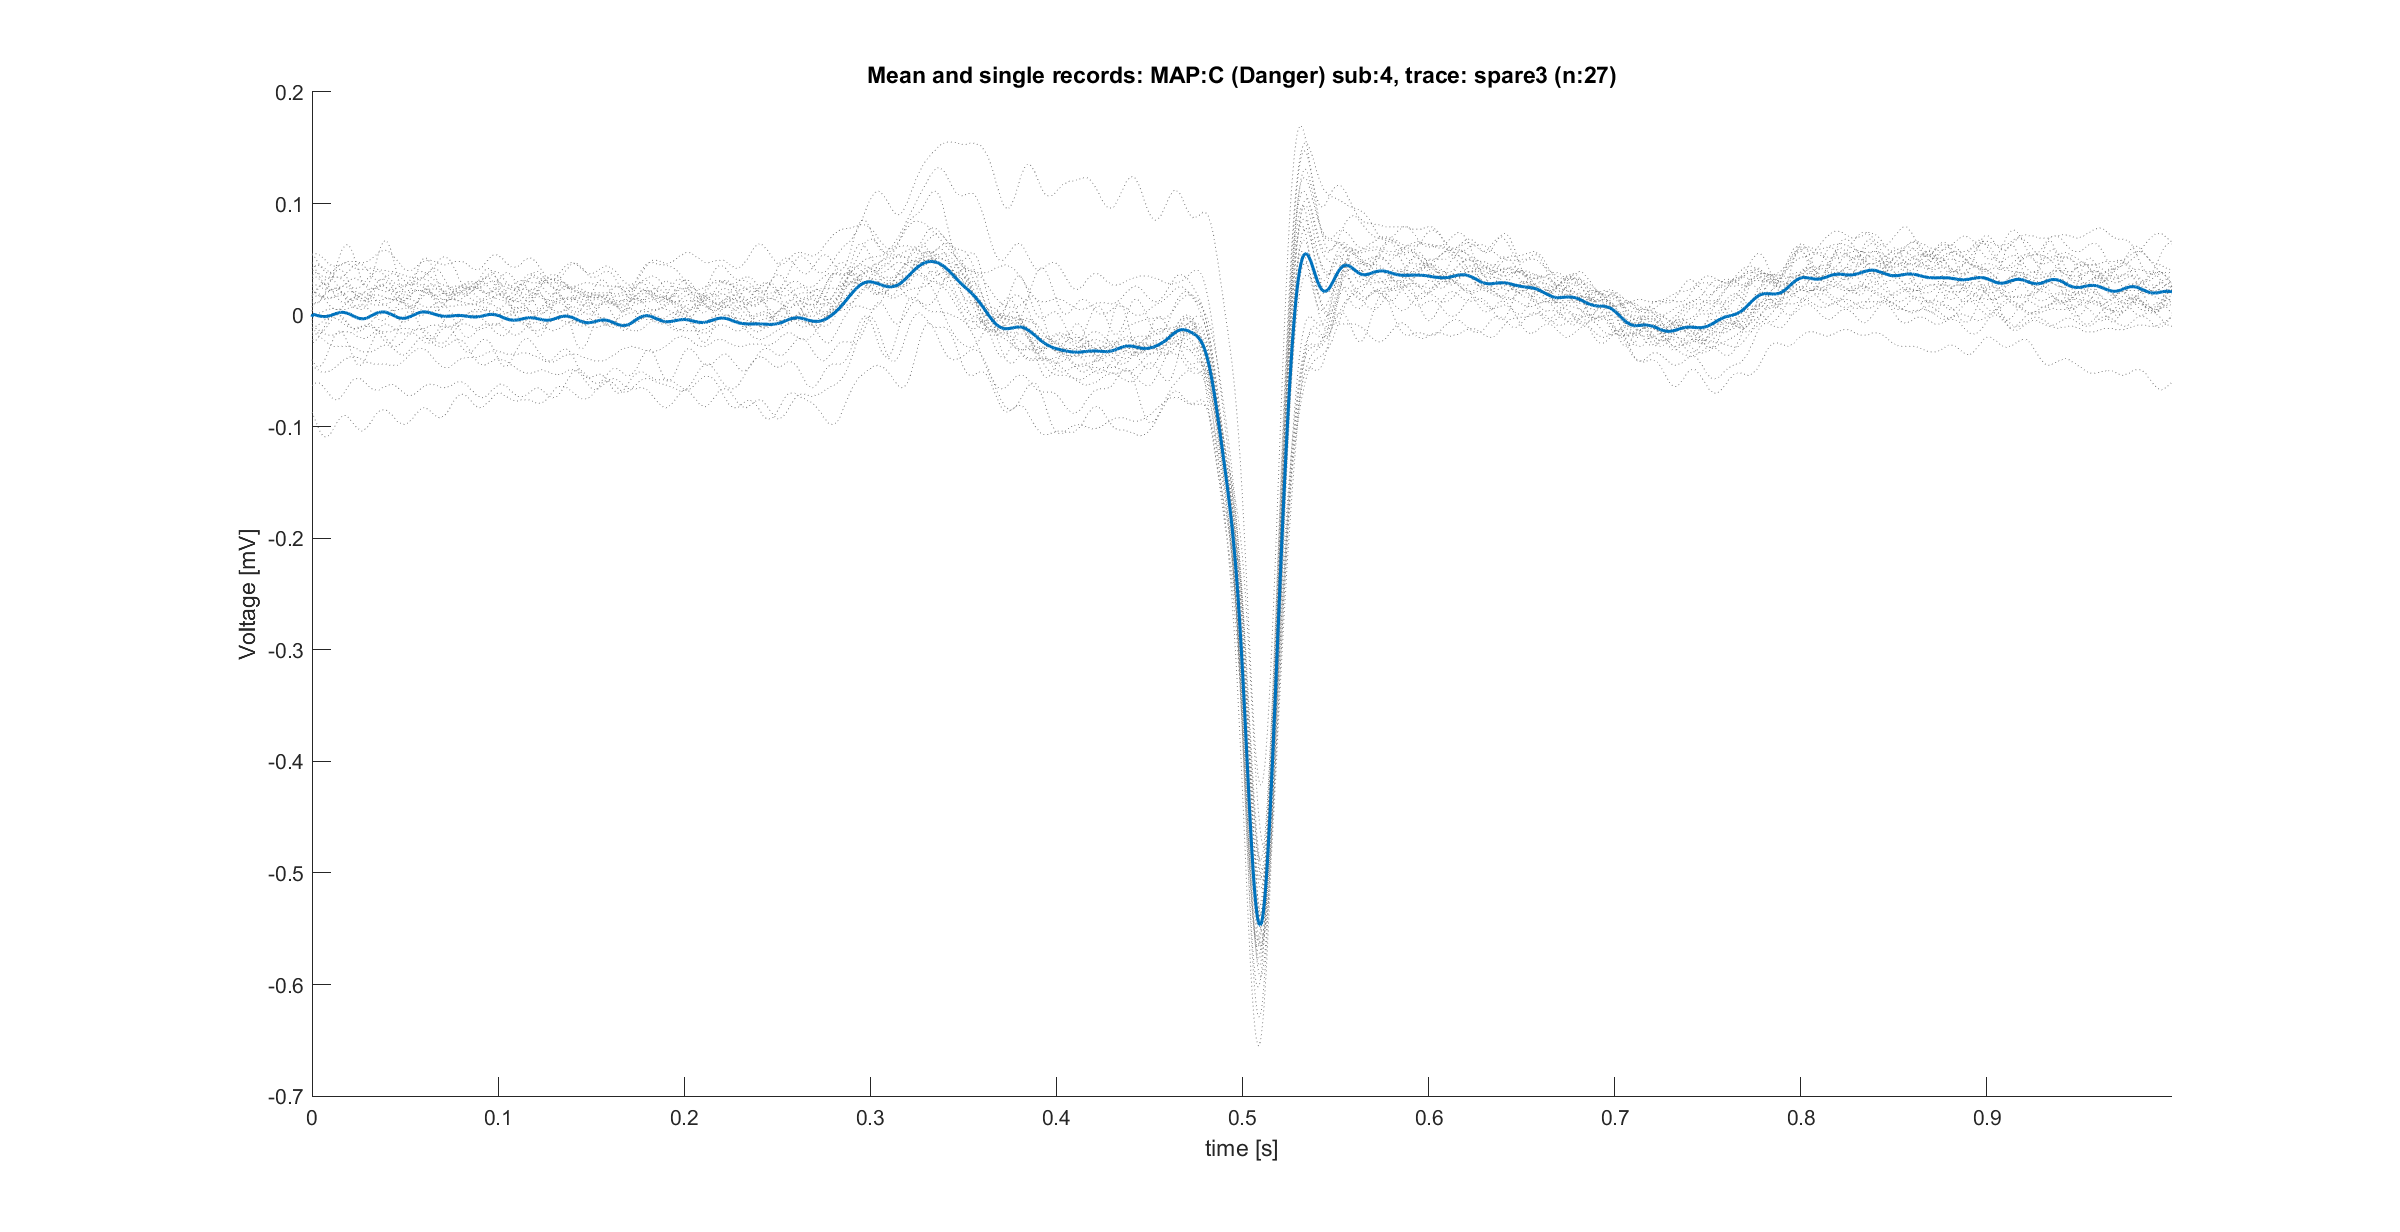 Mean and single records: MAP:C (Danger) sub:4, trace: spare3 (n:27)
0.2
0.1
0
-0.1
-0.2
-0.3
-0.4
-0.5
-0.6
-0.7
Voltage [mV]
0 0.1 0.2 0.3 0.4 0.5 0.6 0.7 0.8 0.9
time [s]